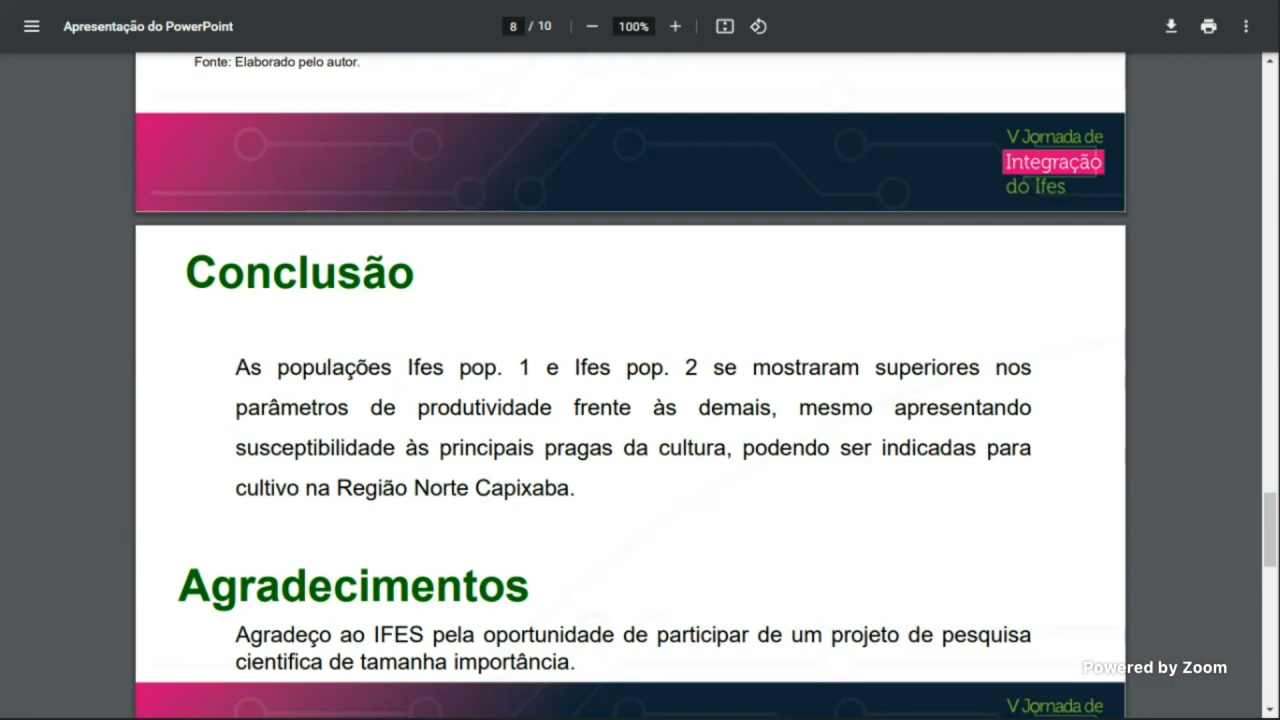 Apresentação do PowerPoint
8 / 10
100%
Fonte: Elaborado pelo autor.
V Jornada de
Integração
do Ifes
Conclusão
As populações Ifes pop. 1 e Ifes pop. 2 se mostraram superiores nos
parâmetros de produtividade frente às demais, mesmo apresentando
susceptibilidade às principais pragas da cultura, podendo ser indicadas para
cultivo na Região Norte Capixaba.
Agradecimentos
Agradeço ao IFES pela oportunidade de participar de um projeto de pesquisa
cientifica de tamanha importância.
Powered by Zoom
V Jornada de